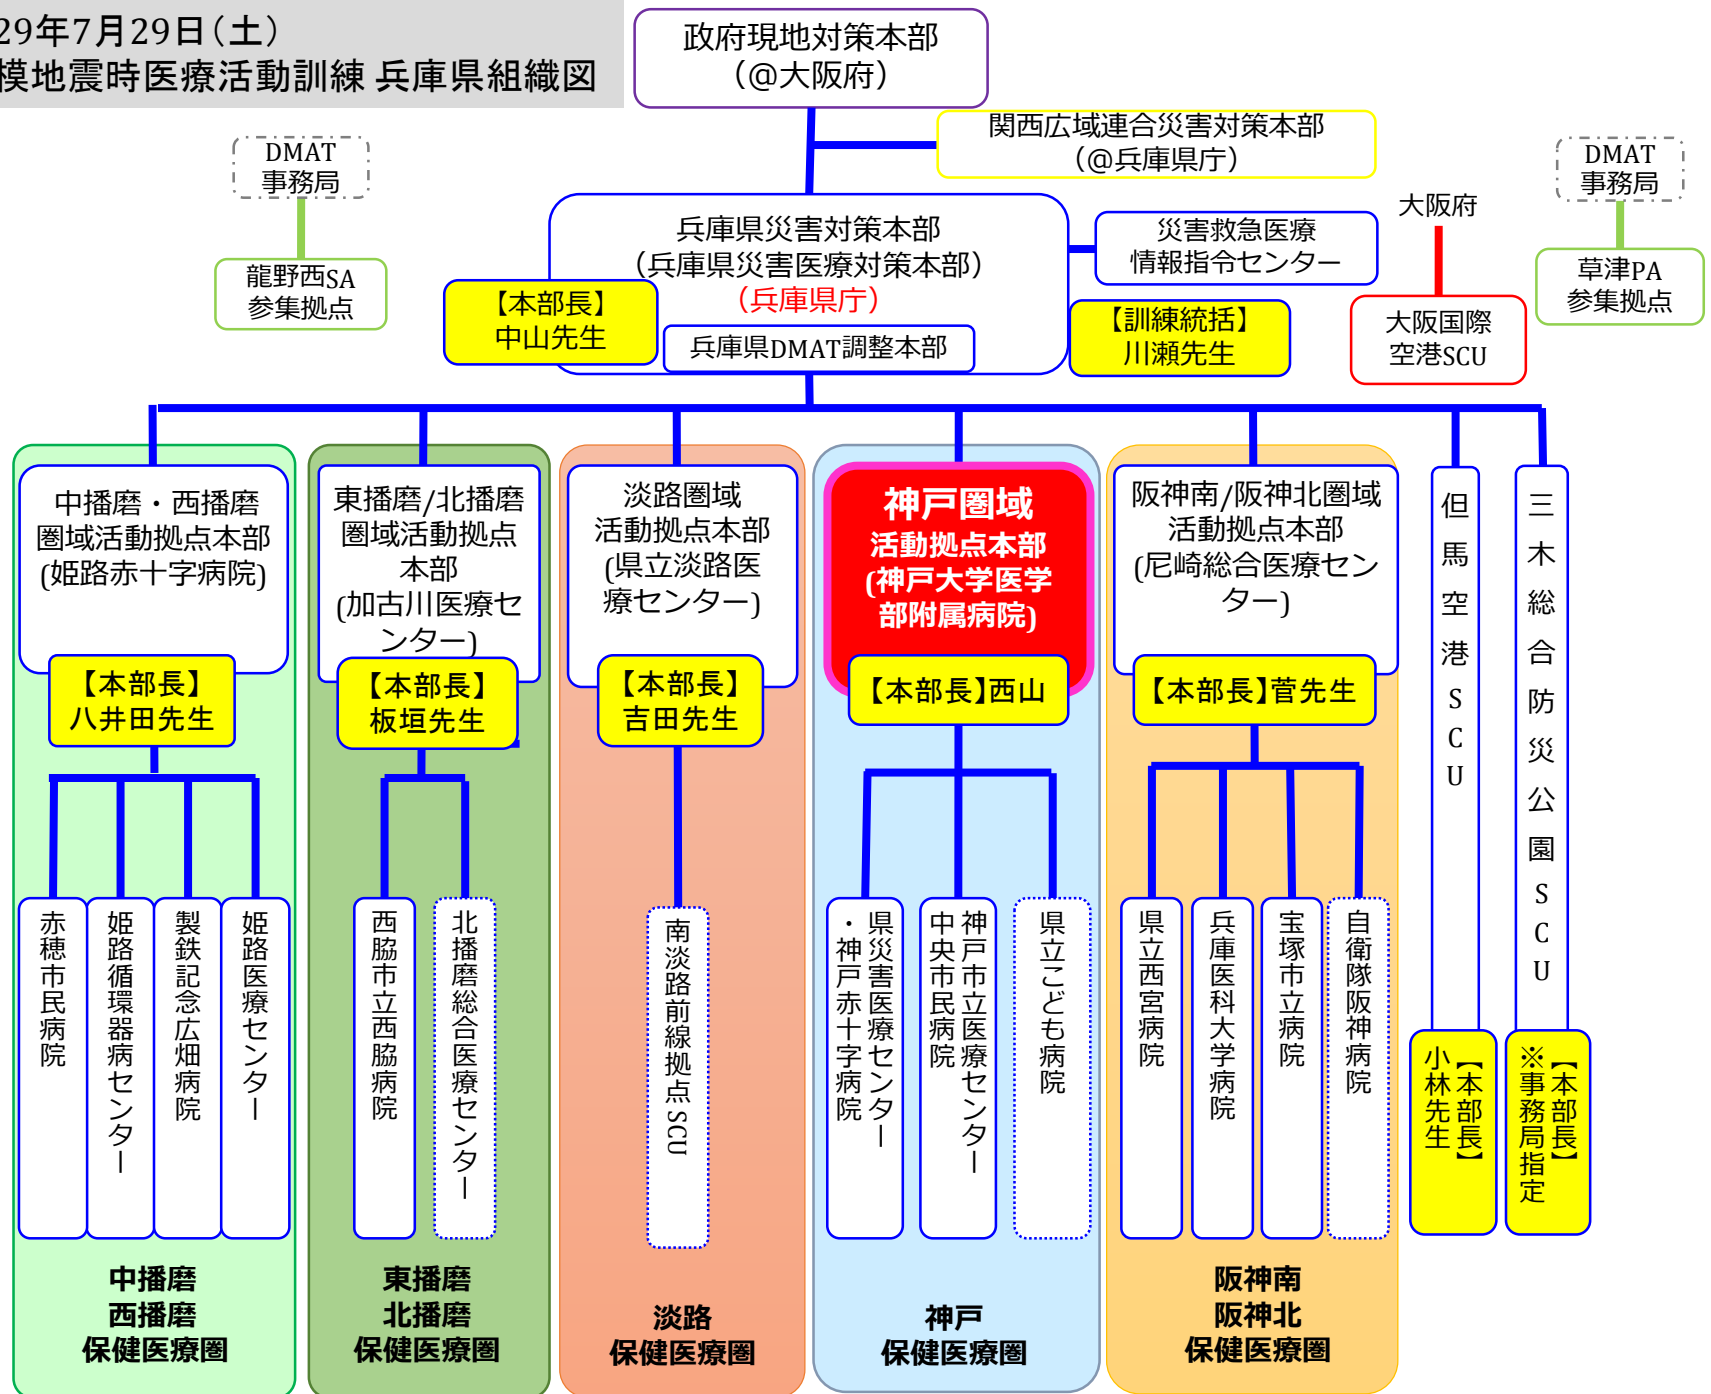 29年7月29日（土）
模地震時医療活動訓練 兵庫県組織図
政府現地対策本部
（@大阪府）
関西広域連合災害対策本部
（@兵庫県庁）
DMAT
事務局
龍野西SA
参集拠点
兵庫県災害対策本部
（兵庫県災害医療対策本部）
（兵庫県庁）
【本部長】
中山先生
兵庫県DMAT調整本部
災害救急医療
情報指令センター
【訓練統括】
川瀬先生
大阪府
大阪国際
空港SCU
DMAT
事務局
草津PA
参集拠点
中播磨・西播磨
圏域活動拠点本部
(姫路赤十字病院)
【本部長】
八井田先生
赤穂市民病院
姫路循環器病センター
製鉄記念広畑病院
姫路医療センター
中播磨
西播磨
保健医療圏
東播磨/北播磨
圏域活動拠点
本部
(加古川医療セ
ンター)
【本部長】
板垣先生
西脇市立西脇病院
北播磨総合医療センター
東播磨
北播磨
保健医療圏
淡路圏域
活動拠点本部
(県立淡路医
療センター)
【本部長】
吉田先生
南淡路前線拠点SCU
淡路
保健医療圏
神戸圏域
活動拠点本部
(神戸大学医学
部附属病院)
【本部長】西山
県災害医療センター
・神戸赤十字病院
神戸市立医療センター
中央市民病院
県立こども病院
神戸
保健医療圏
阪神南/阪神北圏域
活動拠点本部
(尼崎総合医療セン
ター)
【本部長】菅先生
県立西宮病院
兵庫医科大学病院
宝塚市立病院
自衛隊阪神病院
阪神南
阪神北
保健医療圏
但馬空港SCU
【本部長】
小林先生
三木総合防災公園SCU
【本部長】
※事務局指定